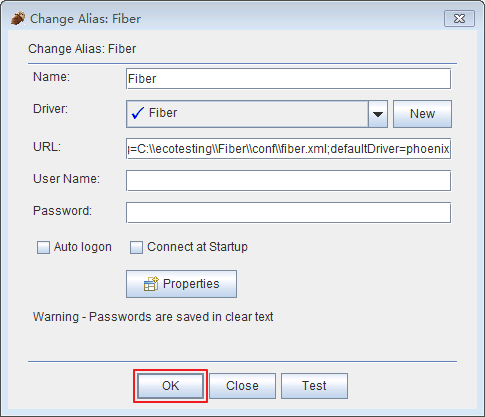 Change Alias: Fiber
Change Alias: Fiber
Name: Fiber
Driver: Fiber New
URL: g=C:\\ecotesting\\Fiber\\conf\\fiber.xml;defaultDriver=phoenix
User Name:
Password:
Auto logon Connect at Startup
Properties
Warning - Passwords are saved in clear text
OK Close Test